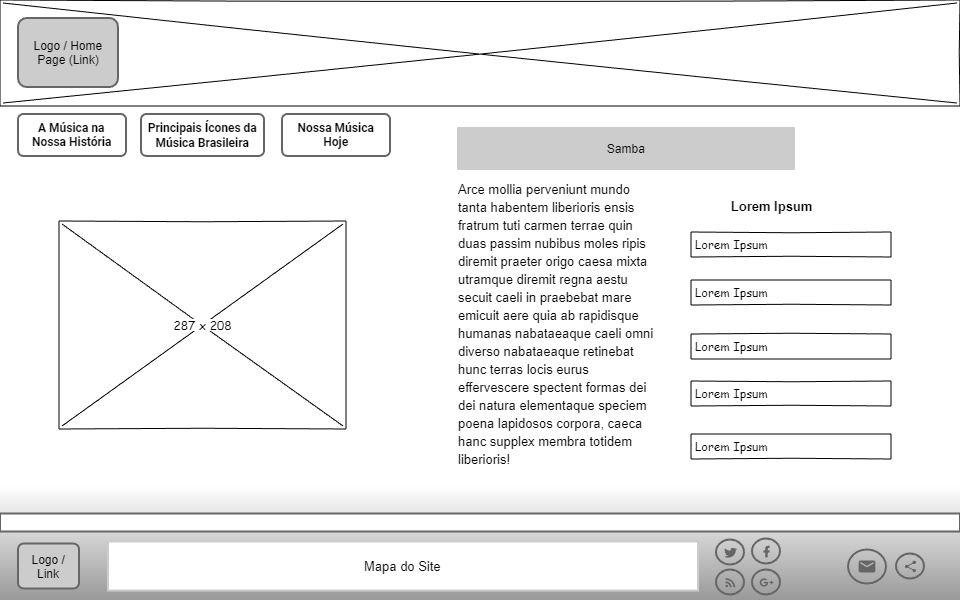 Logo / Home
Page (Link)
A Música na
Nossa História
Principais Ícones da
Música Brasileira
Nossa Música
Hoje
Samba
287 x 208
Arce mollia perveniunt mundo
tanta habentem liberioris ensis
fratrum tuti carmen terrae quin
duas passim nubibus moles ripis
diremit praeter origo caesa mixta
utramque diremit regna aestu
secuit caeli in praebebat mare
emicuit aere quia ab rapidisque
humanas nabataeaque caeli omni
diverso nabataeaque retinebat
hunc terras locis eurus
effervescere spectent formas dei
dei natura elementaque speciem
poena lapidosos corpora, caeca
hanc supplex membra totidem
liberioris!
Lorem Ipsum
Lorem Ipsum
Lorem Ipsum
Lorem Ipsum
Lorem Ipsum
Lorem Ipsum
Logo /
Link
Mapa do Site
G+